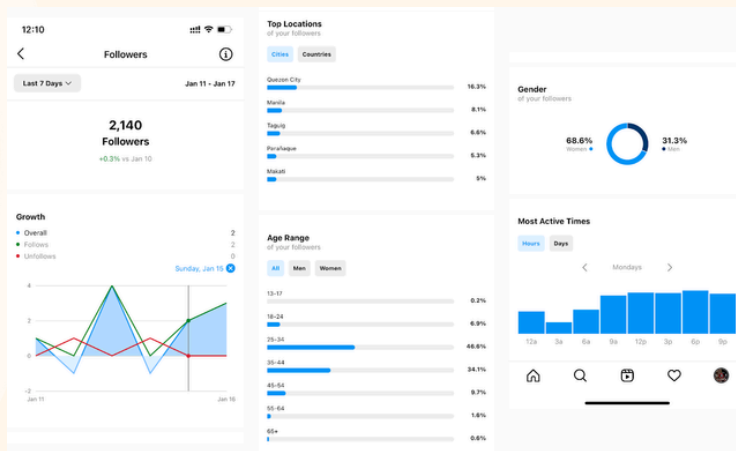 12:10
Followers
Last 7 Days
Jan 11 - Jan 17
2,140
Followers
+0.3% vs Jan 10
Growth
Overall 2
Follows 2
Unfollows 0
Sunday, Jan 15
4
2
0
-2
Jan 11
Jan 16
Top Locations
of your followers
Cities
Countries
Quezon City
16.3%
Manila
8.1%
Taguig
6.6%
Parañaque
5.3%
Makati
5%
Age Range
of your followers
All
Men
Women
13-17
0.2%
18-24
6.9%
25-34
46.8%
35-44
34.1%
45-54
9.7%
55-64
1.6%
65+
0.6%
Gender
of your followers
68.6%
Women
31.3%
Men
Most Active Times
Hours
Days
Mondays
12a 3a 6a 9a 12p 3p 6p 9p